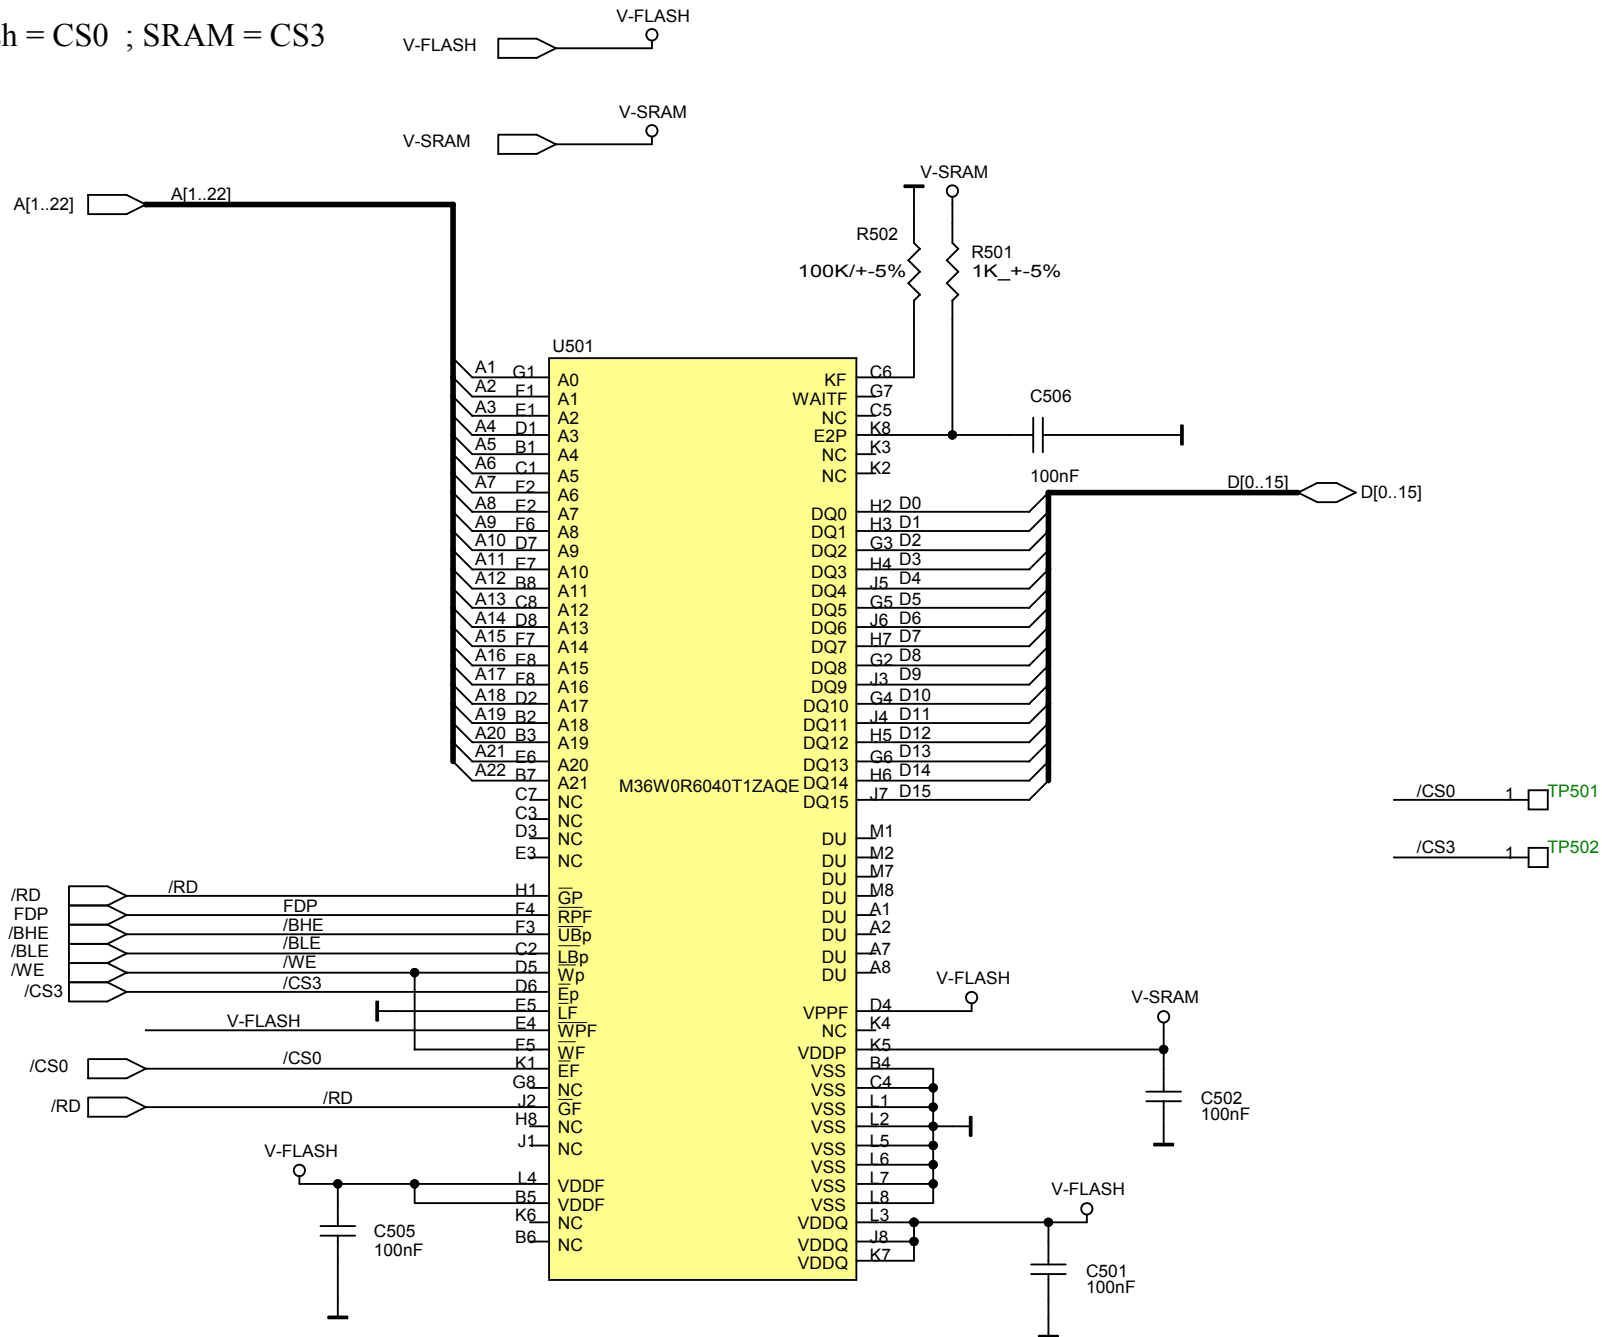 h = CS0 ; SRAM = CS3
V-FLASH
V-FLASH
V-SRAM
V-SRAM
A[1..22]
A[1..22]
V-SRAM
R502
100K/+-5%
R501
1K_+-5%
U501
A1 G1 A0
A2 F1 A1
A3 E1 A2
A4 D1 A3
A5 B1 A4
A6 C1 A5
A7 F2 A6
A8 E2 A7
A9 F6 A8
A10 D7 A9
A11 E7 A10
A12 B8 A11
A13 C8 A12
A14 D8 A13
A15 F7 A14
A16 E8 A15
A17 F8 A16
A18 D2 A17
A19 B2 A18
A20 B3 A19
A21 E6 A20
A22 B7 A21
C7 NC
C3 NC
D3 NC
E3 NC
/RD /RD H1 GP
FDP FDP F4 RPF
/BHE /BHE F3 UBp
/BLE /BLE C2 LBp
/WE /WE D5 Wp
/CS3 /CS3 D6 Ep
E5 LF
V-FLASH E4 WPF
F5 WF
/CS0 /CS0 K1 EF
G8 NC
/RD /RD J2 GF
H8 NC
J1 NC
V-FLASH
L4 VDDF
B5 VDDF
K6 NC
B6 NC
C505
100nF
M36W0R6040T1ZAQE
KF C6
WAITF G7
NC C5
E2P K8
NC K3
NC K2
C506
100nF
D[0..15]
D[0..15]
DQ0 H2 D0
DQ1 H3 D1
DQ2 G3 D2
DQ3 H4 D3
DQ4 J5 D4
DQ5 G5 D5
DQ6 J6 D6
DQ7 H7 D7
DQ8 G2 D8
DQ9 J3 D9
DQ10 G4 D10
DQ11 J4 D11
DQ12 H5 D12
DQ13 G6 D13
DQ14 H6 D14
DQ15 J7 D15
DU M1
DU M2
DU M7
DU M8
DU A1
DU A2
DU A7
DU A8
V-FLASH
VPPF D4
NC K4
VDDP K5
VSS B4
VSS C4
VSS L1
VSS L2
VSS L5
VSS L6
VSS L7
VSS L8
VDDQ L3
VDDQ J8
VDDQ K7
V-SRAM
C502
100nF
V-FLASH
C501
100nF
/CS0 1 TP501
/CS3 1 TP502